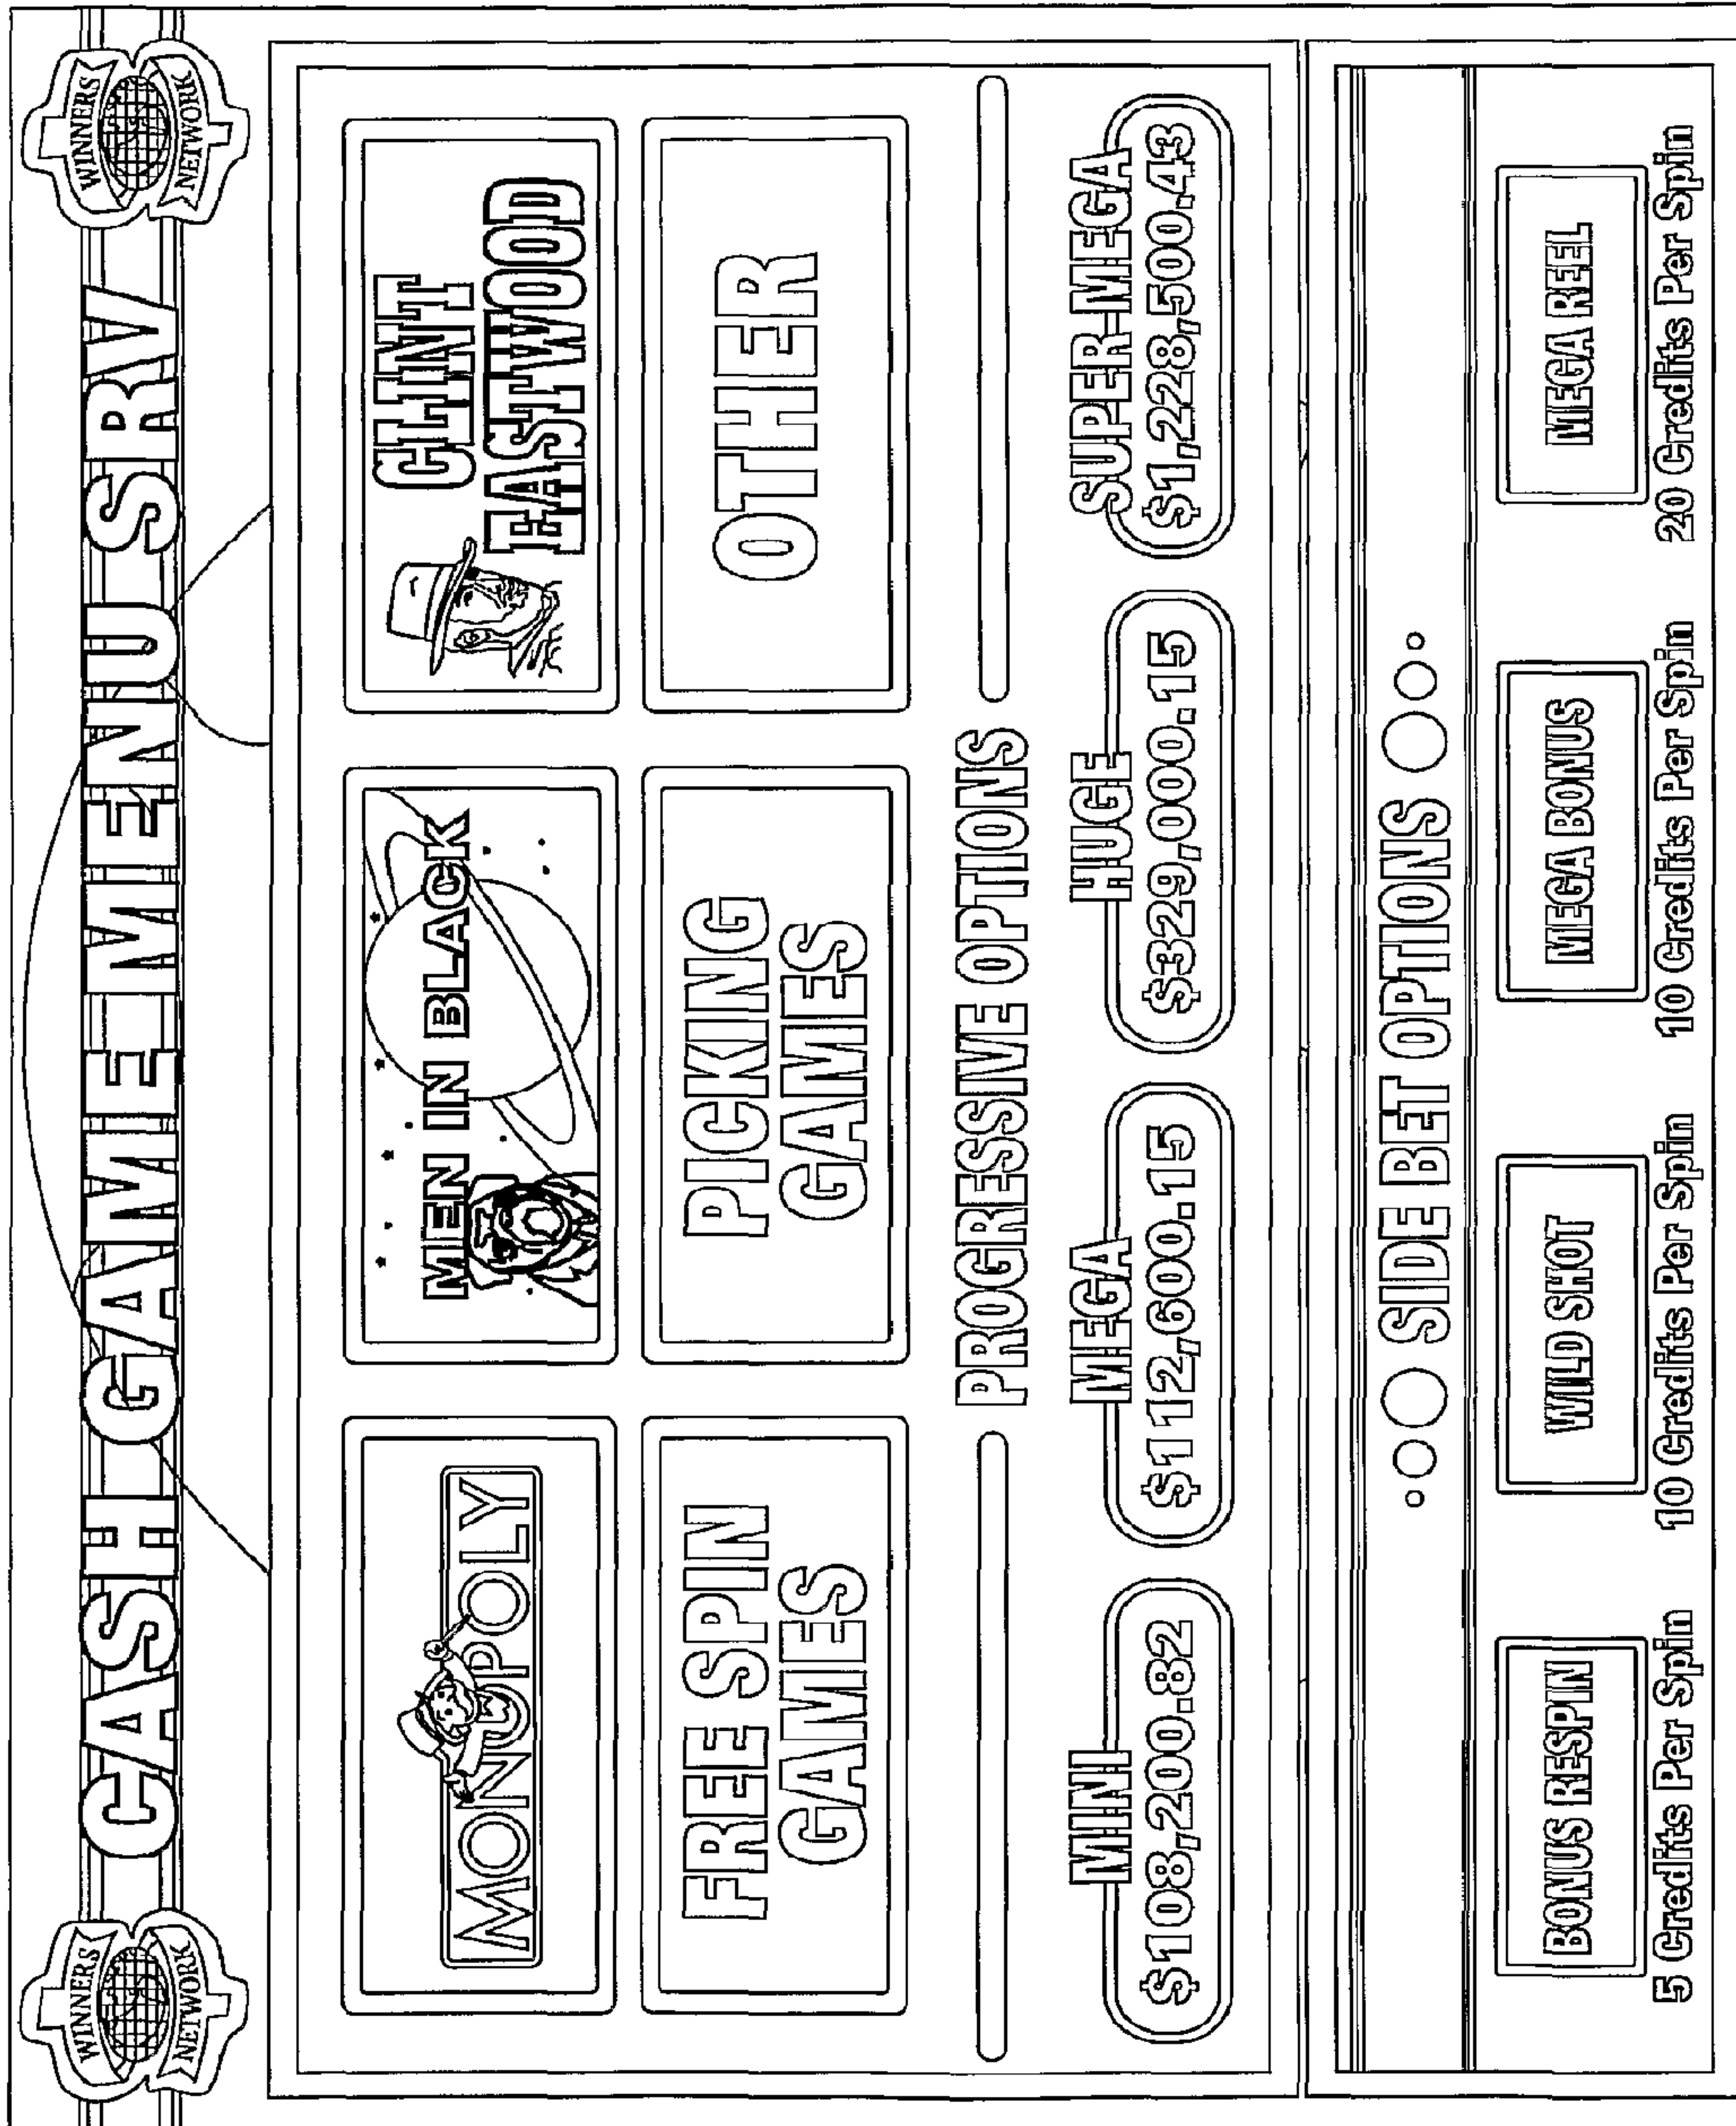 WINNERS
NETWORK
CASH GAME MENU SRV
WINNERS
NETWORK
MONOPOLY
MEN IN BLACK
CLINT
EASTWOOD
FREE SPIN
GAMES
PICKING
GAMES
OTHER
PROGRESSIVE OPTIONS
MINI
$108,200.82
MEGA
$112,600.15
HUGE
$329,000.15
SUPER-MEGA
$1,228,500.43
SIDE BET OPTIONS
BONUS RESPIN
5 Credits Per Spin
WILD SHOT
10 Credits Per Spin
MEGA BONUS
10 Credits Per Spin
MEGA REEL
20 Credits Per Spin